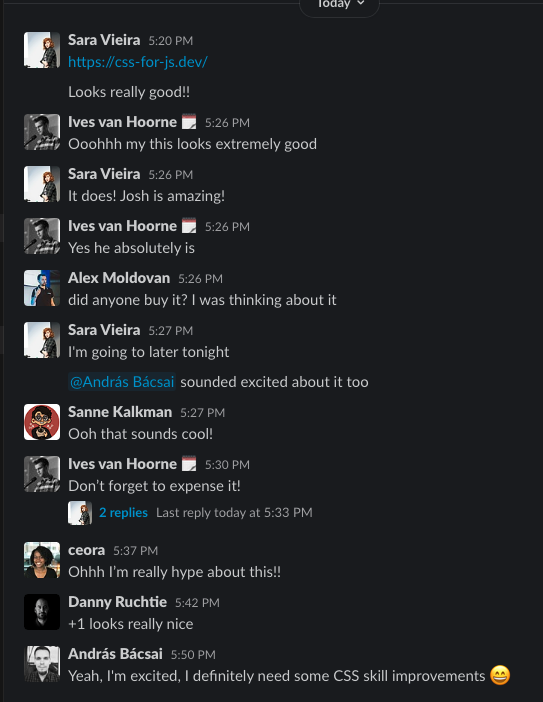 Today
Sara Vieira 5:20 PM
https://css-for-js.dev/
Looks really good!!
Ives van Hoorne 5:26 PM
Ooohhh my this looks extremely good
Sara Vieira 5:26 PM
It does! Josh is amazing!
Ives van Hoorne 5:26 PM
Yes he absolutely is
Alex Moldovan 5:26 PM
did anyone buy it? I was thinking about it
Sara Vieira 5:27 PM
I'm going to later tonight
@András Bácsai sounded excited about it too
Sanne Kalkman 5:27 PM
Ooh that sounds cool!
Ives van Hoorne 5:30 PM
Don’t forget to expense it!
2 replies Last reply today at 5:33 PM
ceora 5:37 PM
Ohhh I’m really hype about this!!
Danny Ruchtie 5:42 PM
+1 looks really nice
András Bácsai 5:50 PM
Yeah, I'm excited, I definitely need some CSS skill improvements 😄